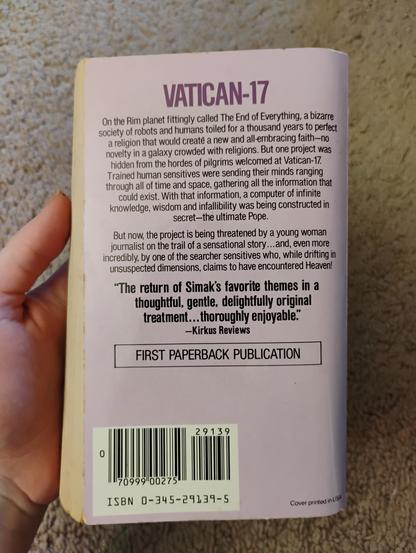 VATICAN-17
On the Rim planet fittingly called The End of Everything, a bizarre
society of robots and humans toiled for a thousand years to perfect
a religion that would create a new and all-embracing faith—no
novelty in a galaxy crowded with religions. But one project was
hidden from the hordes of pilgrims welcomed at Vatican-17.
Trained human sensitives were sending their minds ranging
through all of time and space, gathering all the information that
could exist. With that information, a computer of infinite
knowledge, wisdom and infallibility was being constructed in
secret—the ultimate Pope.
But now, the project is being threatened by a young woman
journalist on the trail of a sensational story...and, even more
incredibly, by one of the searcher sensitives who, while drifting in
unsuspected dimensions, claims to have encountered Heaven!
"The return of Simak's favorite themes in a
thoughtful, gentle, delightfully original
treatment...thoroughly enjoyable."
—Kirkus Reviews
FIRST PAPERBACK PUBLICATION
29139
0
70999 00275
ISBN 0-345-29139-5
Cover printed in USA